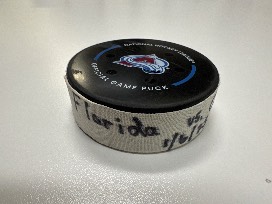 NATIONAL HOCKEY LEAGUE
OFFICIAL GAME PUCK
Florida vs.